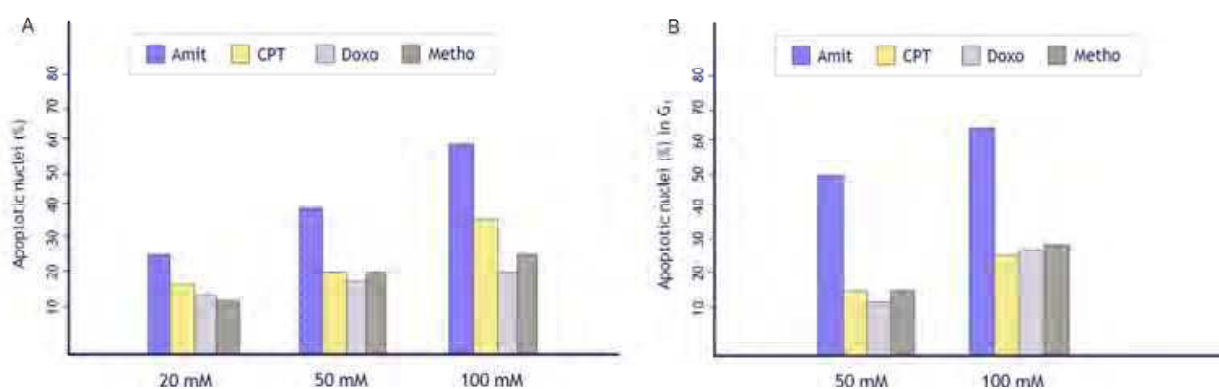 A
Amit CPT Doxo Metho
Apoptotic nuclei (%)
80
70
60
50
40
30
20
10
20 mM 50 mM 100 mM
B
Amit CPT Doxo Metho
Apoptotic nuclei (%) in G₁
80
70
60
50
40
30
20
10
50 mM 100 mM